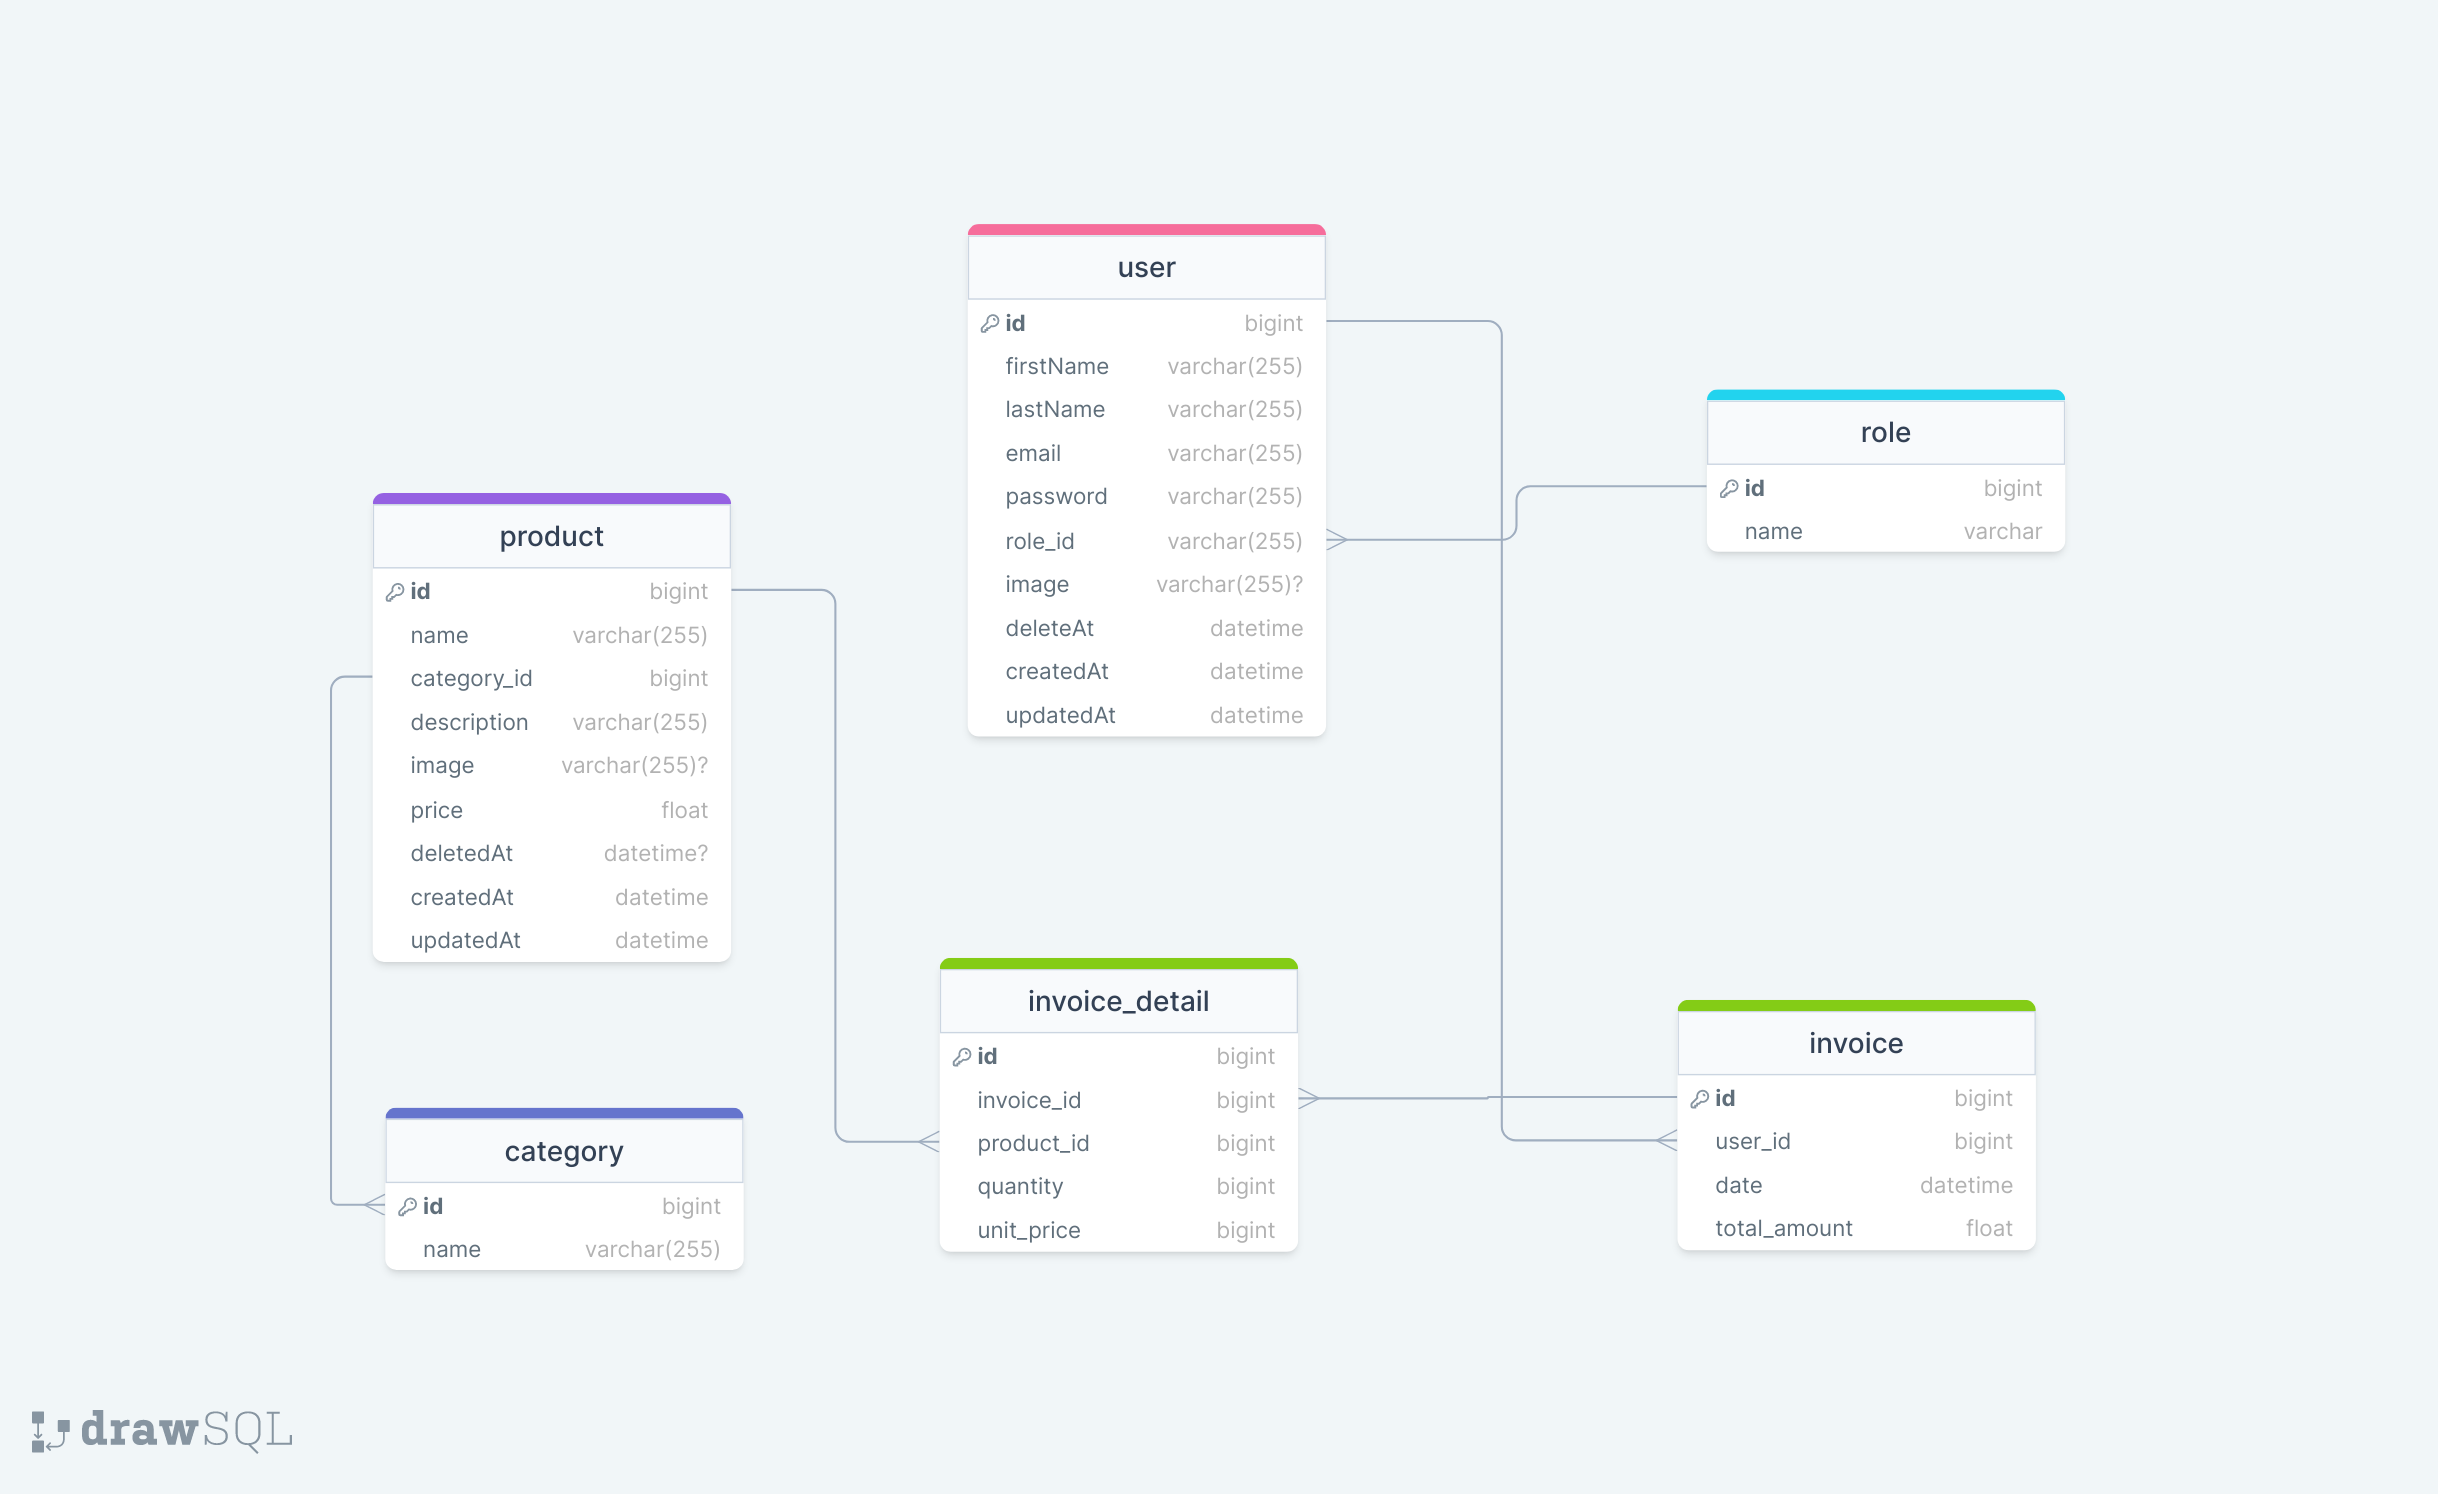 user
id bigint
firstName varchar(255)
lastName varchar(255)
email varchar(255)
password varchar(255)
role_id varchar(255)
image varchar(255)?
deleteAt datetime
createdAt datetime
updatedAt datetime
role
id bigint
name varchar
product
id bigint
name varchar(255)
category_id bigint
description varchar(255)
image varchar(255)?
price float
deletedAt datetime?
createdAt datetime
updatedAt datetime
invoice_detail
id bigint
invoice_id bigint
product_id bigint
quantity bigint
unit_price bigint
invoice
id bigint
user_id bigint
date datetime
total_amount float
category
id bigint
name varchar(255)
drawSQL